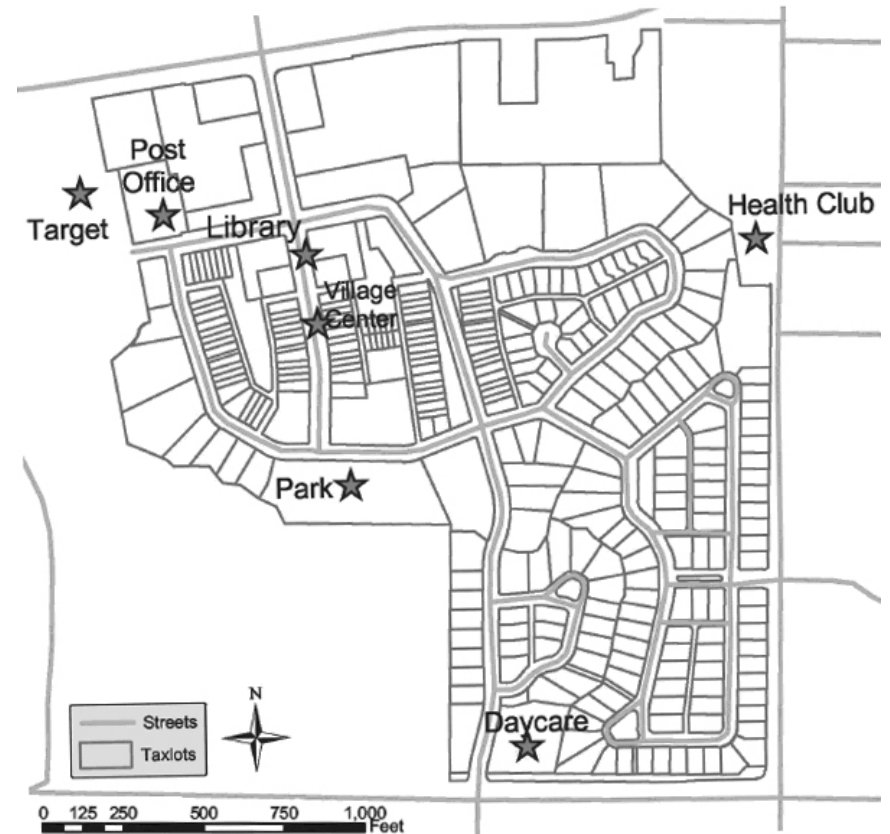 Post
Office
Target
Library
Health Club
Village
Center
Park
Daycare
N
Streets
Taxlots
0 125 250 500 750 1,000
Feet